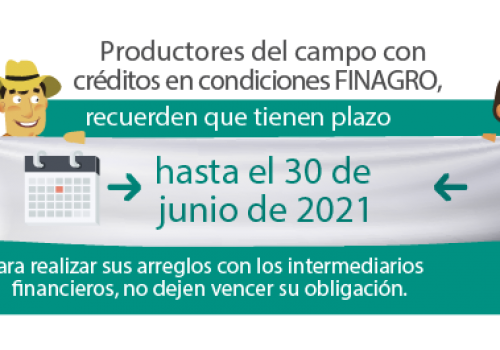 Productores del campo con
créditos en condiciones FINAGRO,
recuerden que tienen plazo
hasta el 30 de
junio de 2021
ara realizar sus arreglos con los intermediarios
financieros, no dejen vencer su obligación.